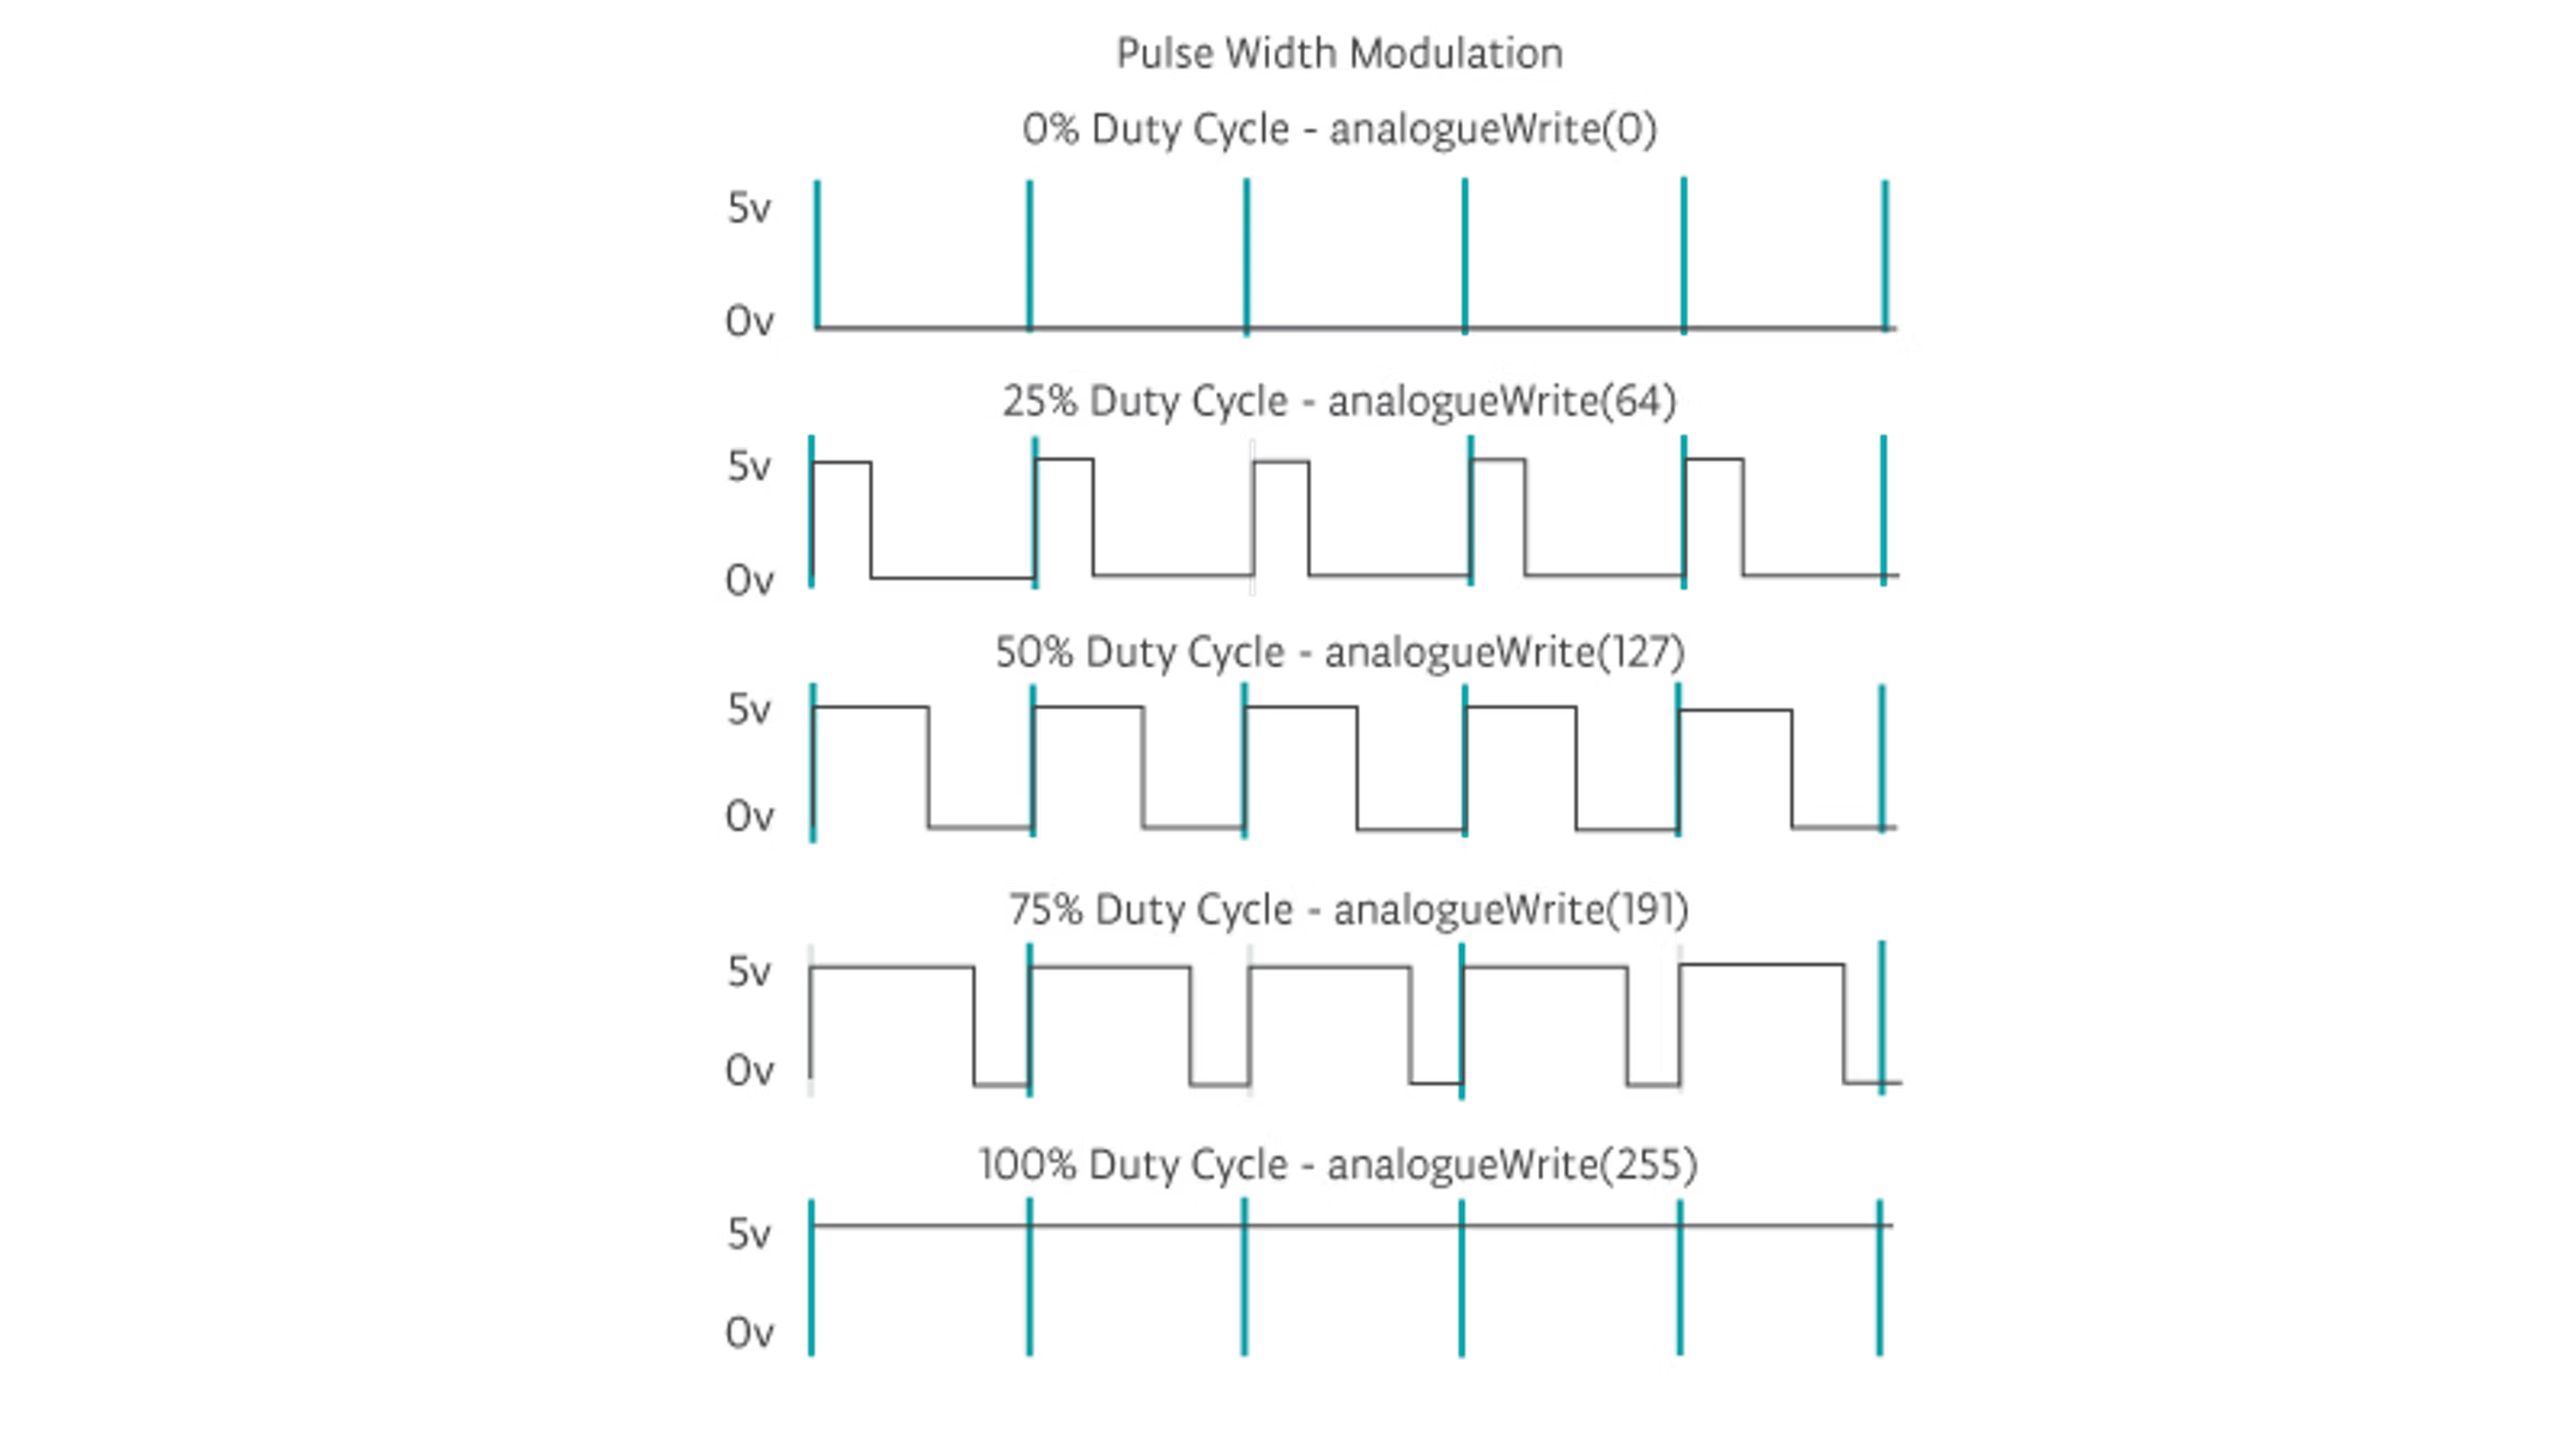 Pulse Width Modulation
0% Duty Cycle - analogueWrite(0)
5v
0v
25% Duty Cycle - analogueWrite(64)
5v
0v
50% Duty Cycle - analogueWrite(127)
5v
0v
75% Duty Cycle - analogueWrite(191)
5v
0v
100% Duty Cycle - analogueWrite(255)
5v
0v